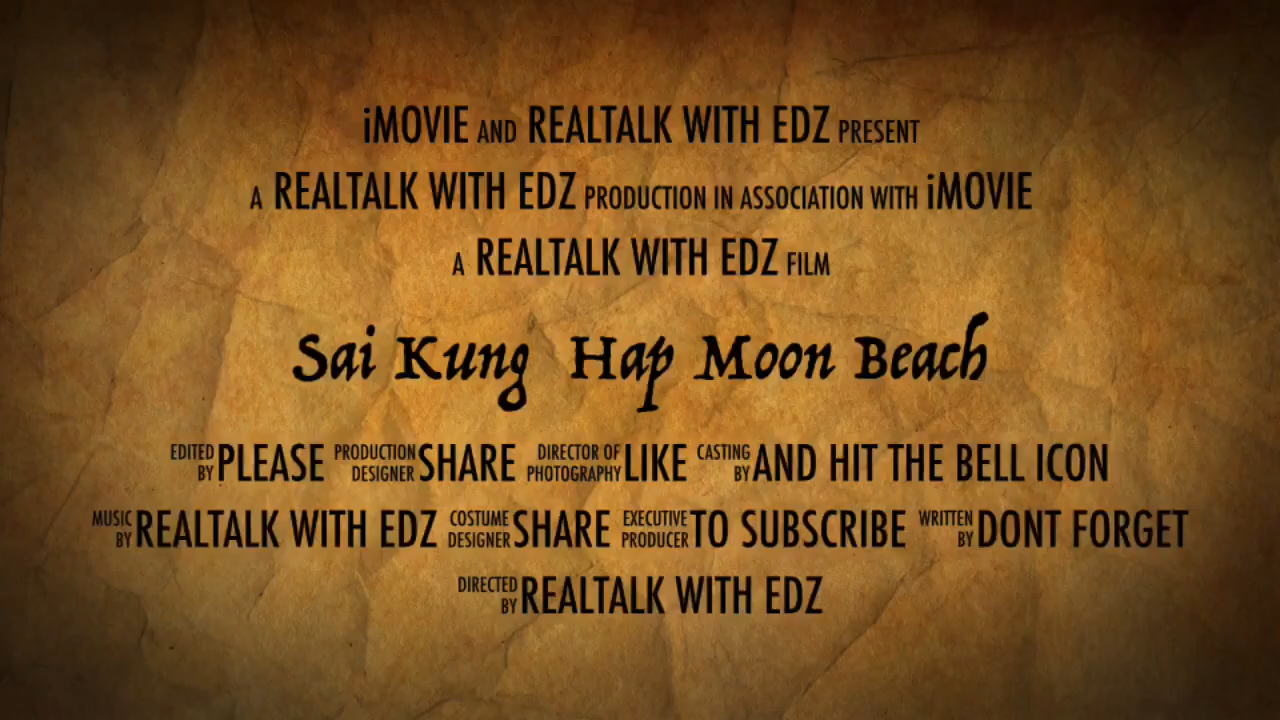 iMOVIE AND REALTALK WITH EDZ PRESENT
A REALTALK WITH EDZ PRODUCTION IN ASSOCIATION WITH iMOVIE
A REALTALK WITH EDZ FILM
Sai Kung Hap Moon Beach
EDITED BY PLEASE PRODUCTION DESIGNER SHARE DIRECTOR OF PHOTOGRAPHY LIKE CASTING BY AND HIT THE BELL ICON
MUSIC BY REALTALK WITH EDZ COSTUME DESIGNER SHARE EXECUTIVE PRODUCER TO SUBSCRIBE WRITTEN BY DONT FORGET
DIRECTED BY REALTALK WITH EDZ